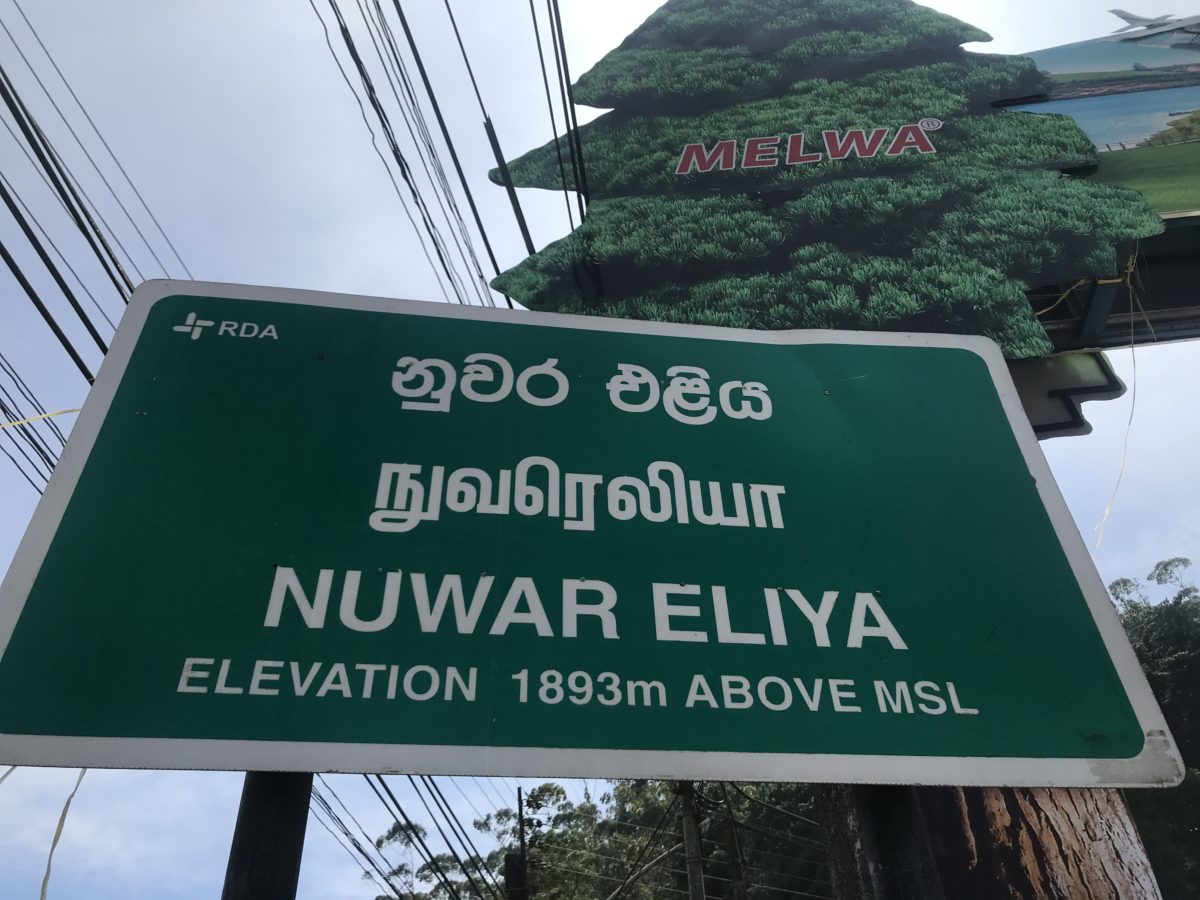 MELWA®
RDA
නුවර එළිය
நுவரெலியா
NUWAR ELIYA
ELEVATION 1893m ABOVE MSL